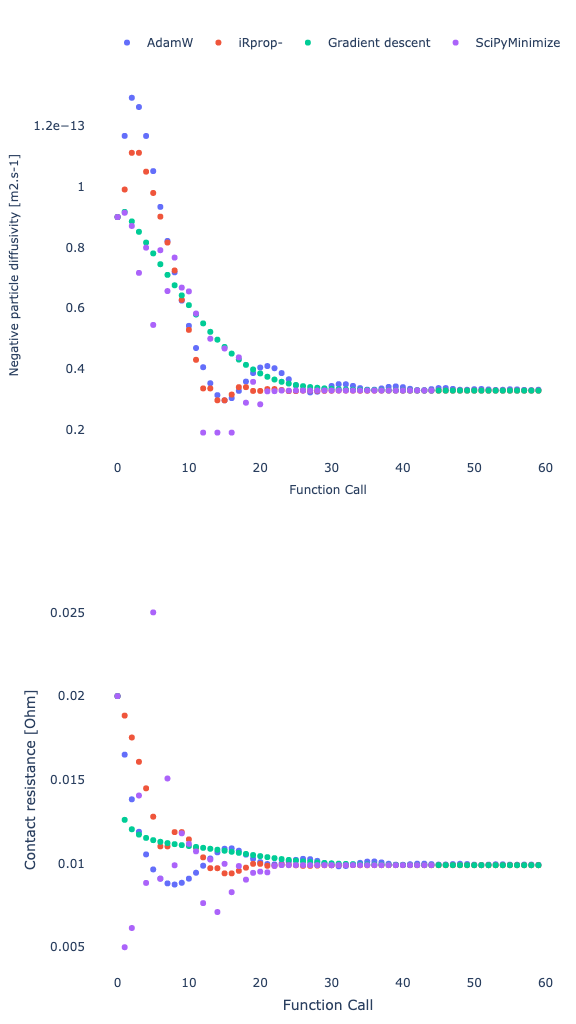 AdamW iRprop- Gradient descent SciPyMinimize
1.2e−13
1
0.8
0.6
0.4
0.2
Negative particle diffusivity [m2.s-1]
0 10 20 30 40 50 60
Function Call
0.025
0.02
0.015
0.01
0.005
Contact resistance [Ohm]
0 10 20 30 40 50 60
Function Call